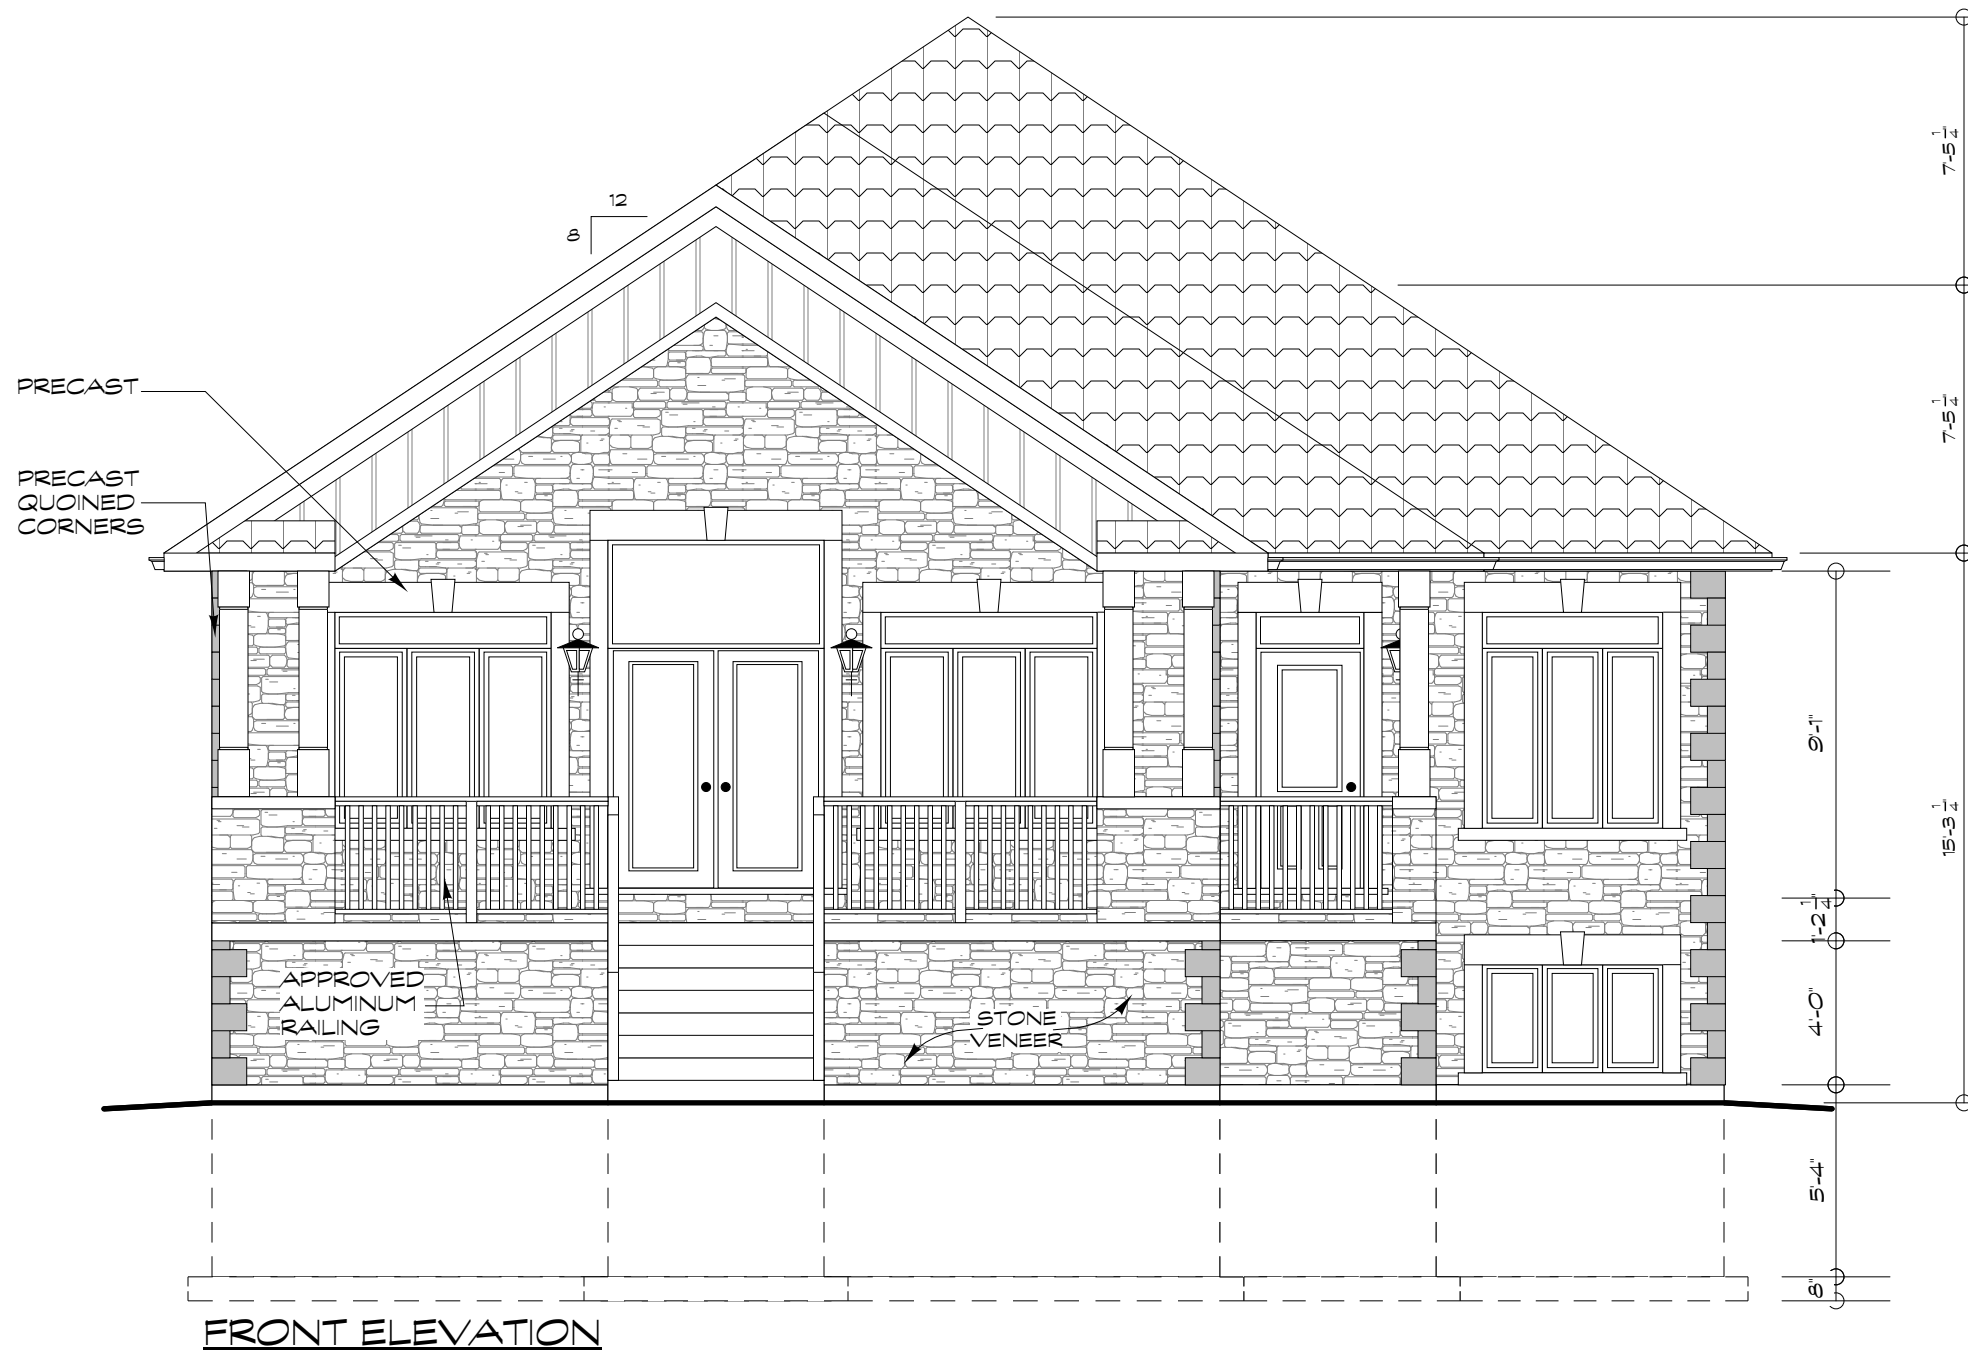 12
8
PRECAST
PRECAST
QUOINED
CORNERS
APPROVED
ALUMINUM
RAILING
STONE
VENEER
7'-5 1/4"
7'-5 1/4"
15'-3 1/4"
9'-1"
1'-2 1/4"
4'-0"
5'-4"
8"
FRONT ELEVATION